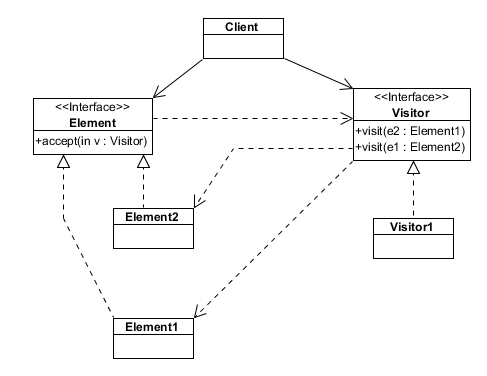 Client
<<Interface>>
Element
+accept(in v : Visitor)
<<Interface>>
Visitor
+visit(e2 : Element1)
+visit(e1 : Element2)
Element2
Visitor1
Element1